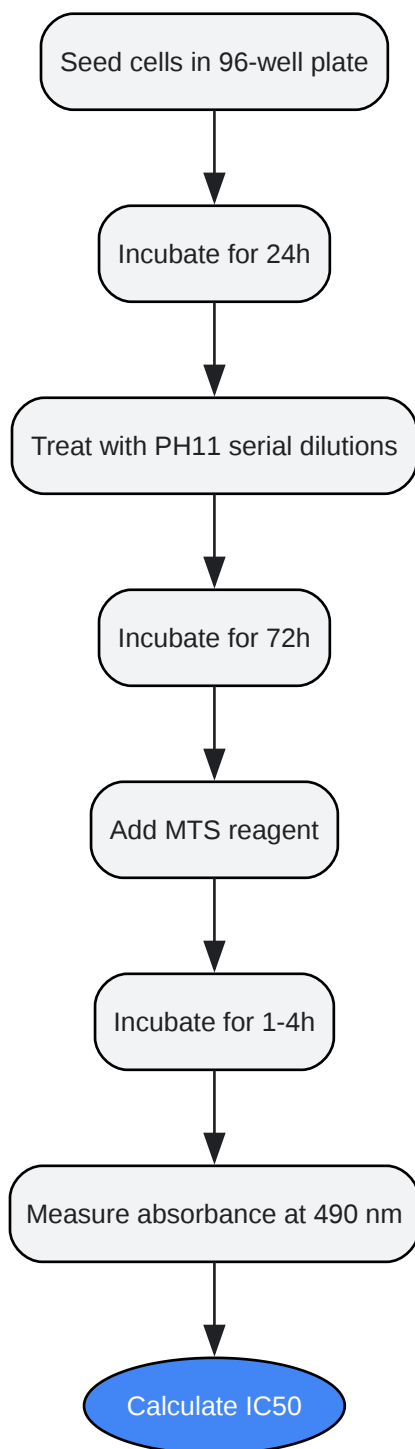 Seed cells in 96-well plate
Incubate for 24h
Treat with PH11 serial dilutions
Incubate for 72h
Add MTS reagent
Incubate for 1-4h
Measure absorbance at 490 nm
Calculate IC50